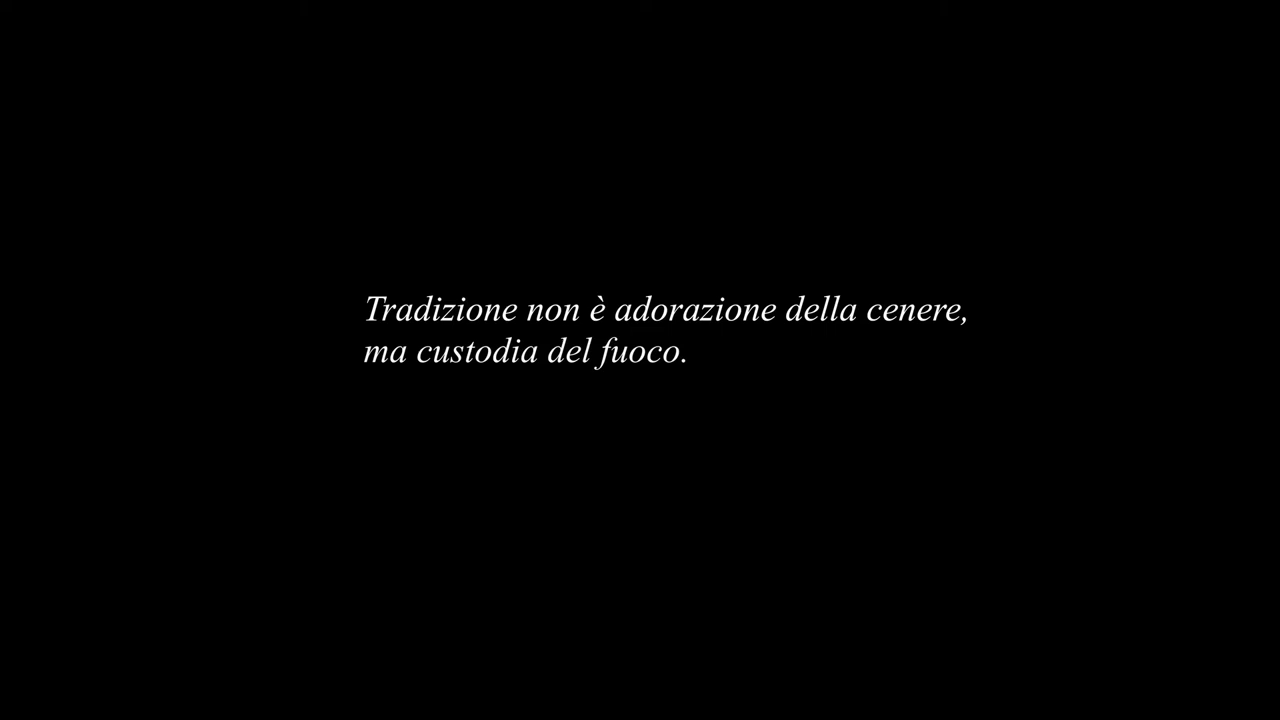 Tradizione non è adorazione della cenere,
ma custodia del fuoco.